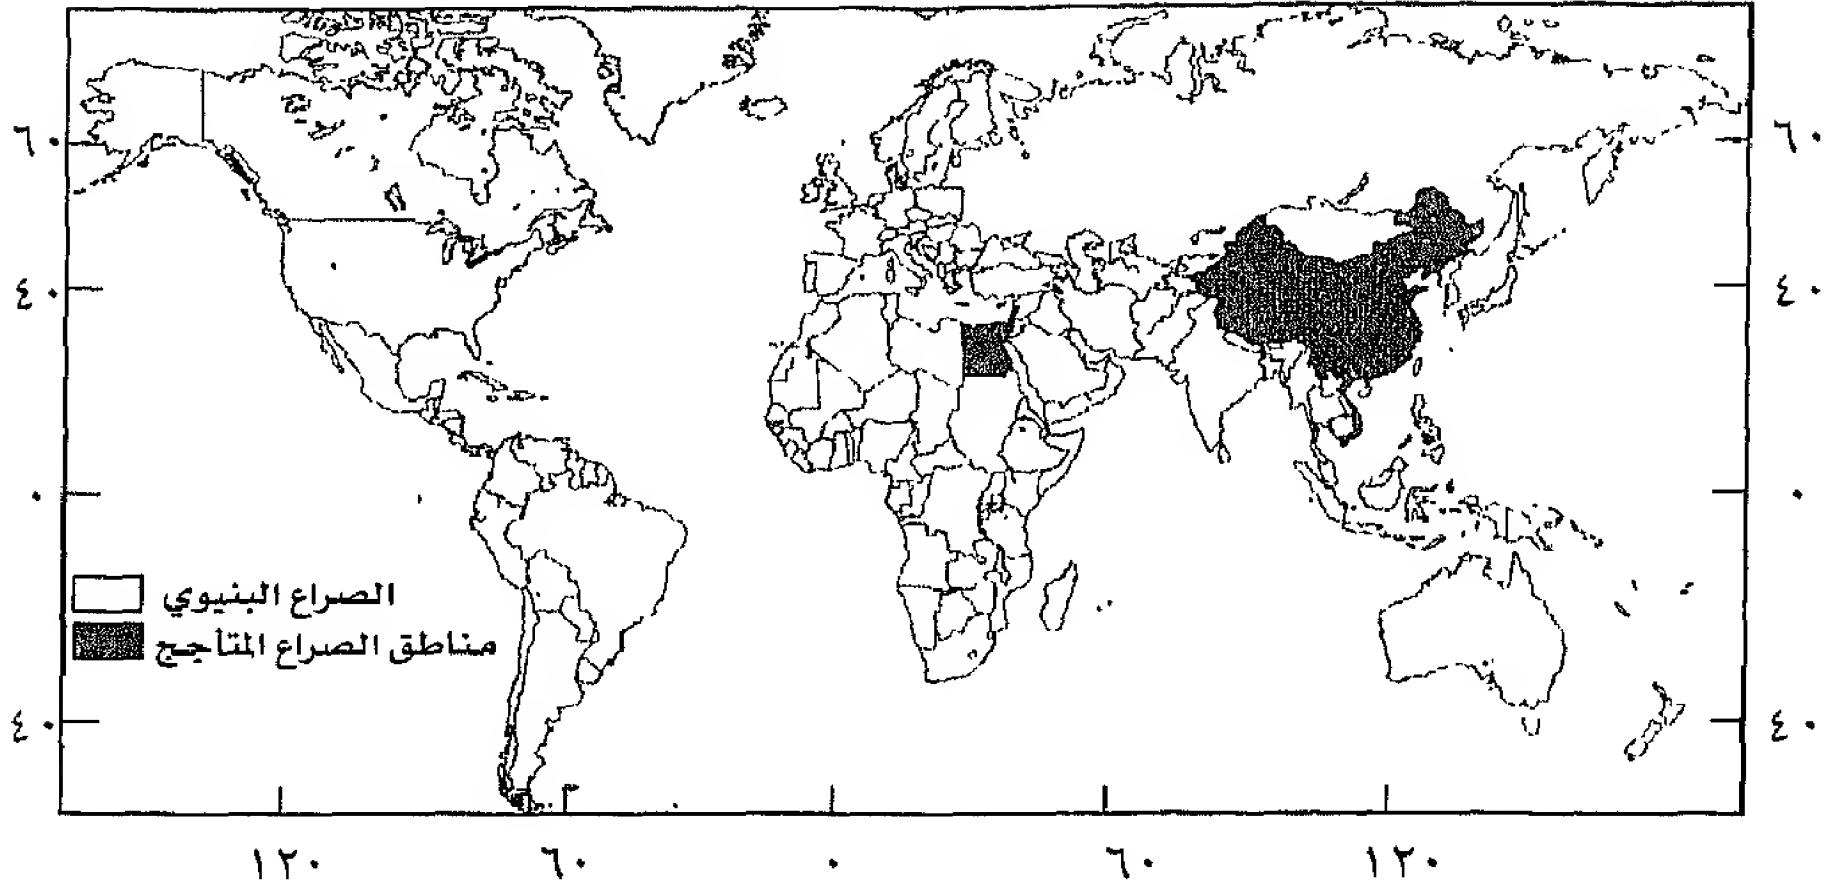 ٦٠ ٦٠
٤٠ ٤٠
٠ ٠
الصراع البنيوي
مناطق الصراع المتأجج
٤٠ ٤٠
١٢٠ ٦٠ ٠ ٦٠ ١٢٠